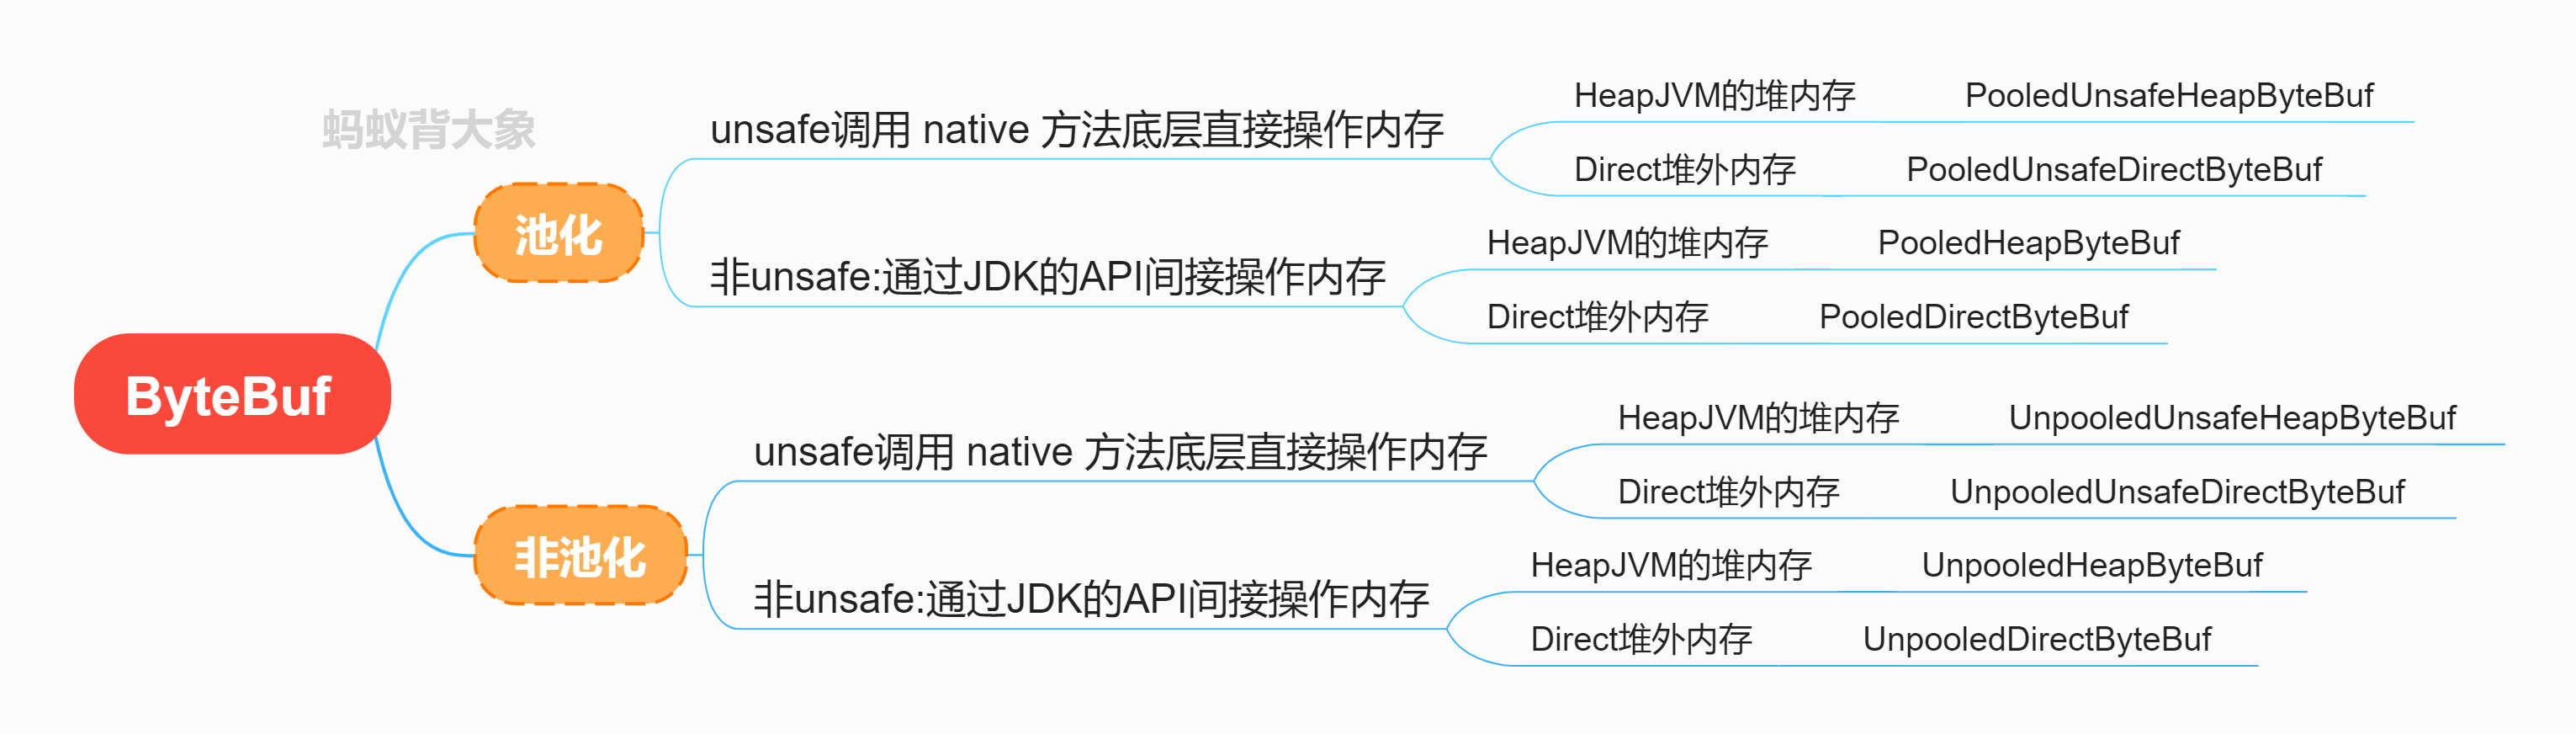 蚂蚁背大象
ByteBuf
池化
unsafe调用 native 方法底层直接操作内存
HeapJVM的堆内存
PooledUnsafeHeapByteBuf
Direct堆外内存
PooledUnsafeDirectByteBuf
非unsafe:通过JDK的API间接操作内存
HeapJVM的堆内存
PooledHeapByteBuf
Direct堆外内存
PooledDirectByteBuf
非池化
unsafe调用 native 方法底层直接操作内存
HeapJVM的堆内存
UnpooledUnsafeHeapByteBuf
Direct堆外内存
UnpooledUnsafeDirectByteBuf
非unsafe:通过JDK的API间接操作内存
HeapJVM的堆内存
UnpooledHeapByteBuf
Direct堆外内存
UnpooledDirectByteBuf